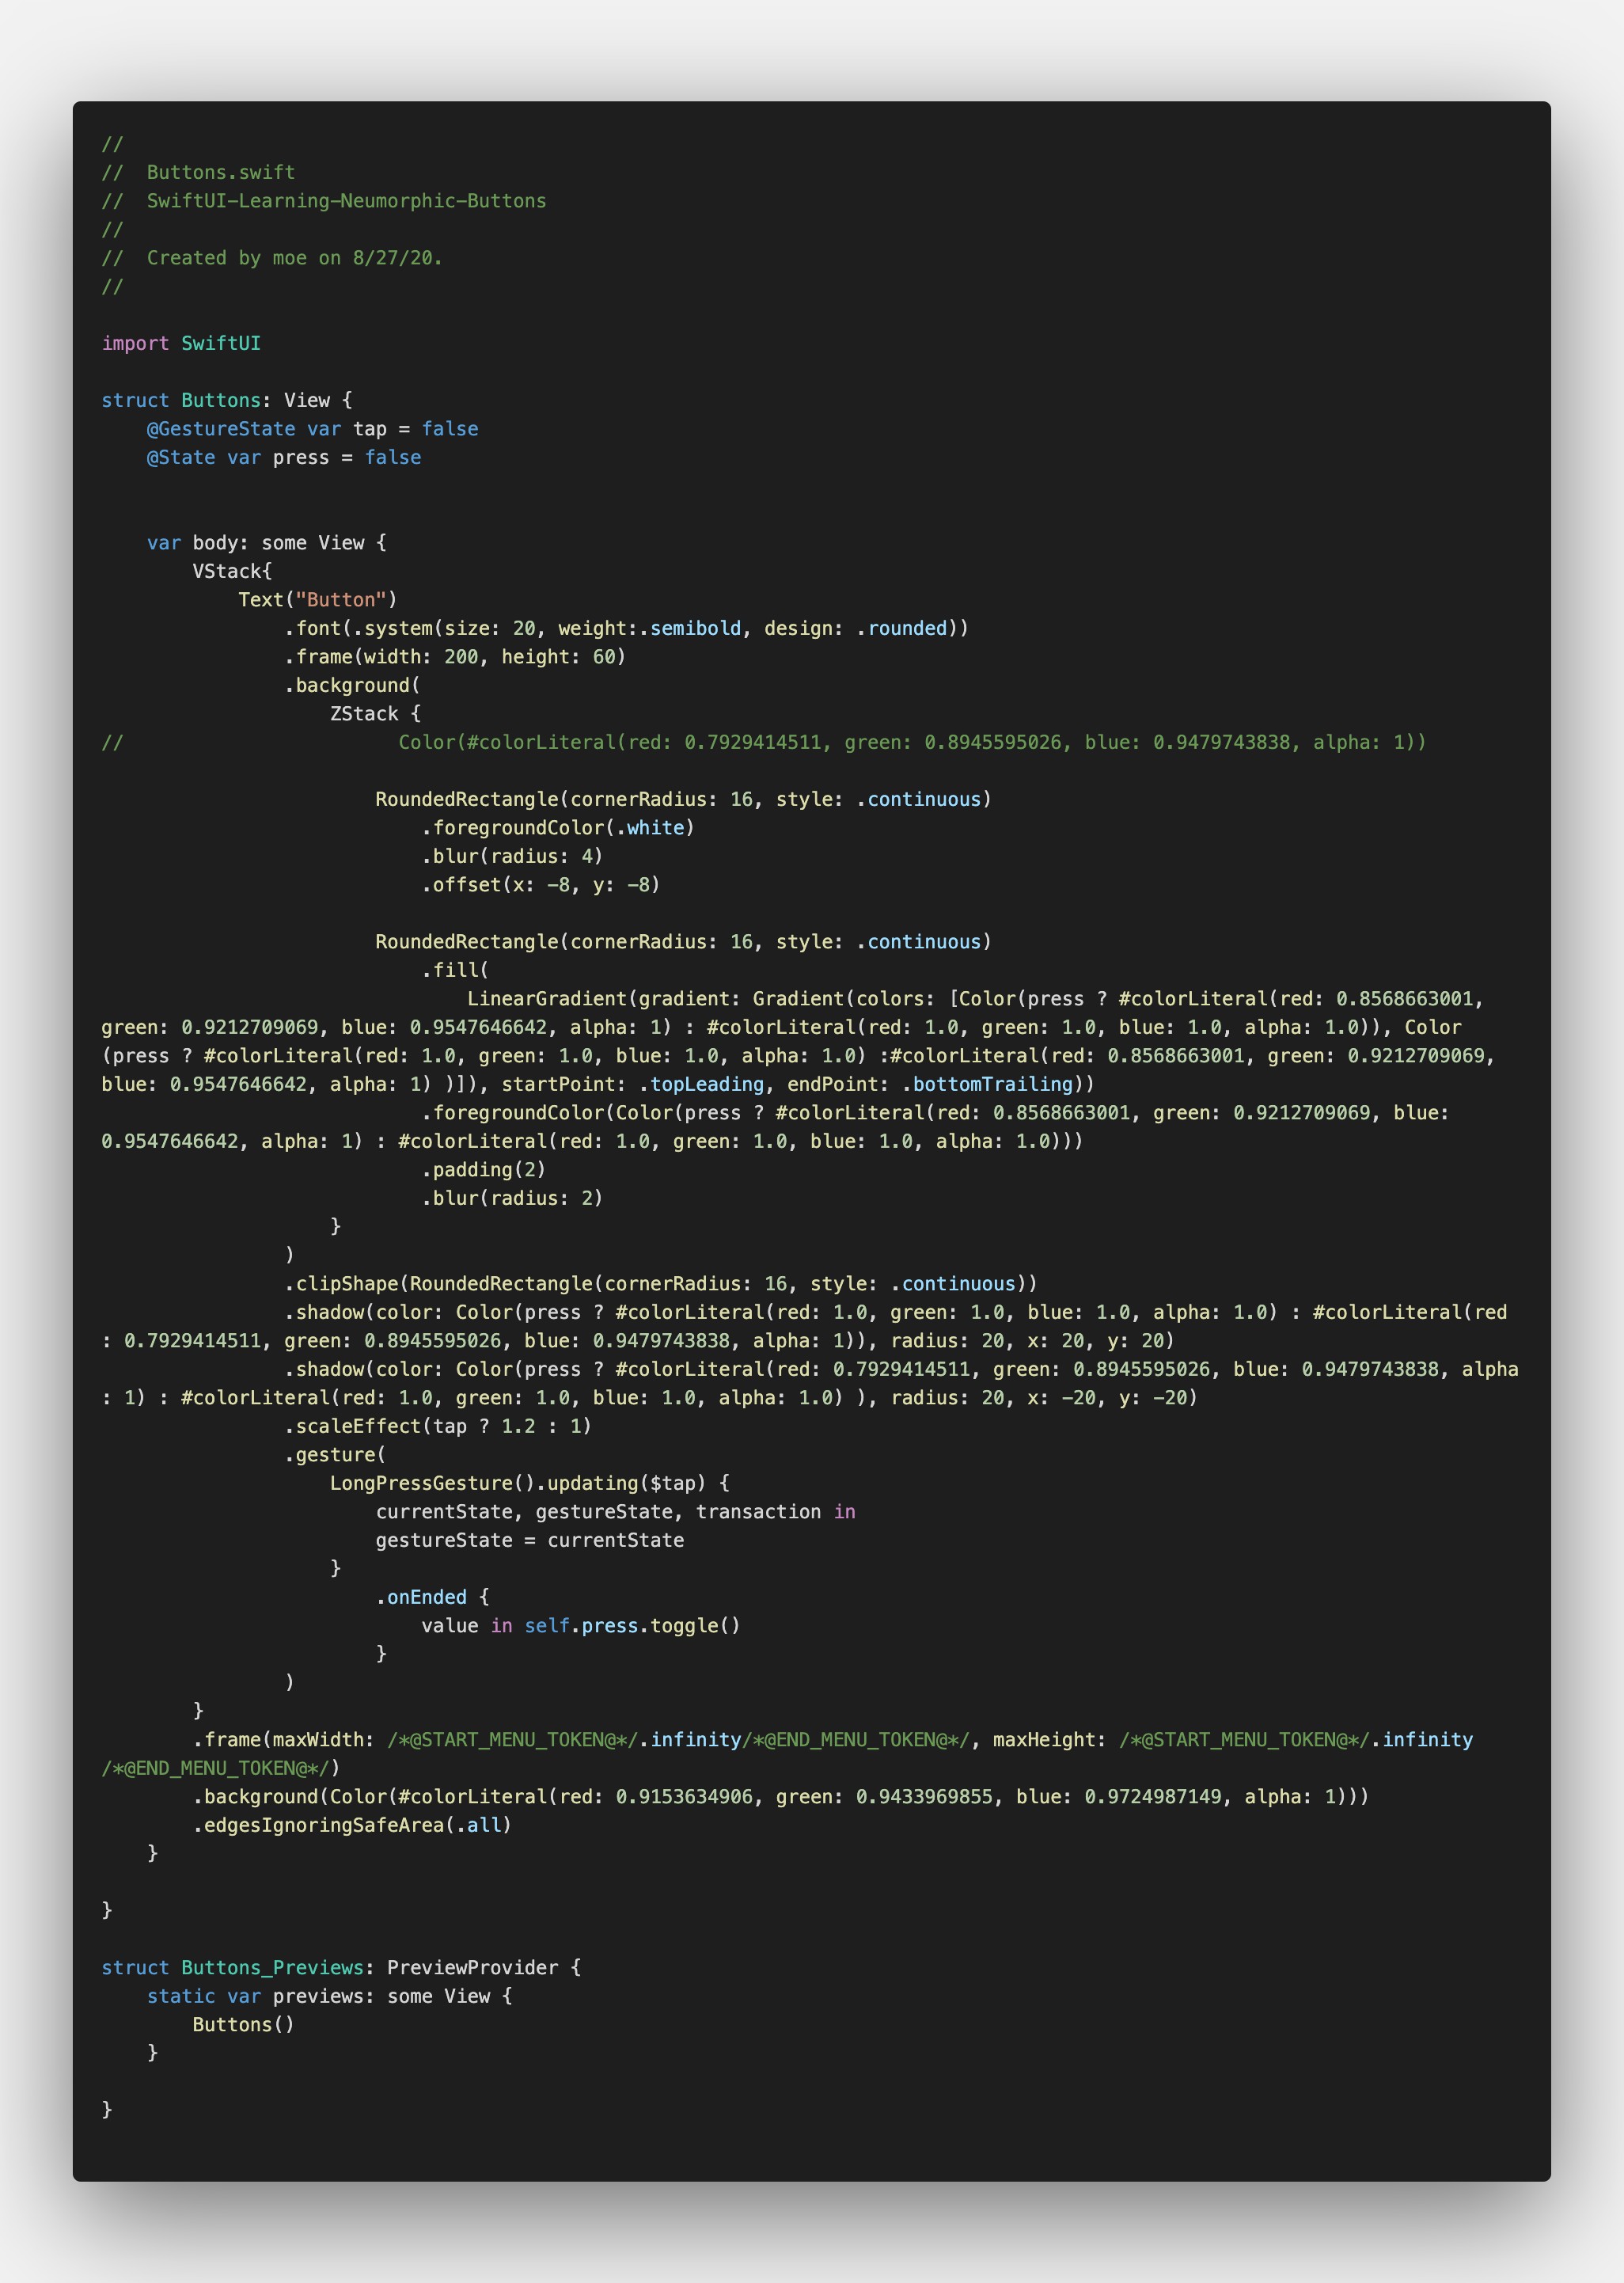 //
//  Buttons.swift
//  SwiftUI-Learning-Neumorphic-Buttons
//
//  Created by moe on 8/27/20.
//

import SwiftUI

struct Buttons: View {
    @GestureState var tap = false
    @State var press = false


    var body: some View {
        VStack{
            Text("Button")
                .font(.system(size: 20, weight:.semibold, design: .rounded))
                .frame(width: 200, height: 60)
                .background(
                    ZStack {
//                        Color(#colorLiteral(red: 0.7929414511, green: 0.8945595026, blue: 0.9479743838, alpha: 1))

                        RoundedRectangle(cornerRadius: 16, style: .continuous)
                            .foregroundColor(.white)
                            .blur(radius: 4)
                            .offset(x: -8, y: -8)

                        RoundedRectangle(cornerRadius: 16, style: .continuous)
                            .fill(
                                LinearGradient(gradient: Gradient(colors: [Color(press ? #colorLiteral(red: 0.8568663001,
green: 0.9212709069, blue: 0.9547646642, alpha: 1) : #colorLiteral(red: 1.0, green: 1.0, blue: 1.0, alpha: 1.0)), Color
(press ? #colorLiteral(red: 1.0, green: 1.0, blue: 1.0, alpha: 1.0) :#colorLiteral(red: 0.8568663001, green: 0.9212709069,
blue: 0.9547646642, alpha: 1) )]), startPoint: .topLeading, endPoint: .bottomTrailing))
                            .foregroundColor(Color(press ? #colorLiteral(red: 0.8568663001, green: 0.9212709069, blue:
0.9547646642, alpha: 1) : #colorLiteral(red: 1.0, green: 1.0, blue: 1.0, alpha: 1.0)))
                            .padding(2)
                            .blur(radius: 2)
                    }
                )
                .clipShape(RoundedRectangle(cornerRadius: 16, style: .continuous))
                .shadow(color: Color(press ? #colorLiteral(red: 1.0, green: 1.0, blue: 1.0, alpha: 1.0) : #colorLiteral(red
: 0.7929414511, green: 0.8945595026, blue: 0.9479743838, alpha: 1)), radius: 20, x: 20, y: 20)
                .shadow(color: Color(press ? #colorLiteral(red: 0.7929414511, green: 0.8945595026, blue: 0.9479743838, alpha
: 1) : #colorLiteral(red: 1.0, green: 1.0, blue: 1.0, alpha: 1.0) ), radius: 20, x: -20, y: -20)
                .scaleEffect(tap ? 1.2 : 1)
                .gesture(
                    LongPressGesture().updating($tap) {
                        currentState, gestureState, transaction in
                        gestureState = currentState
                    }
                        .onEnded {
                            value in self.press.toggle()
                        }
                )
        }
        .frame(maxWidth: /*@START_MENU_TOKEN@*/.infinity/*@END_MENU_TOKEN@*/, maxHeight: /*@START_MENU_TOKEN@*/.infinity
/*@END_MENU_TOKEN@*/)
        .background(Color(#colorLiteral(red: 0.9153634906, green: 0.9433969855, blue: 0.9724987149, alpha: 1)))
        .edgesIgnoringSafeArea(.all)
    }

}

struct Buttons_Previews: PreviewProvider {
    static var previews: some View {
        Buttons()
    }

}